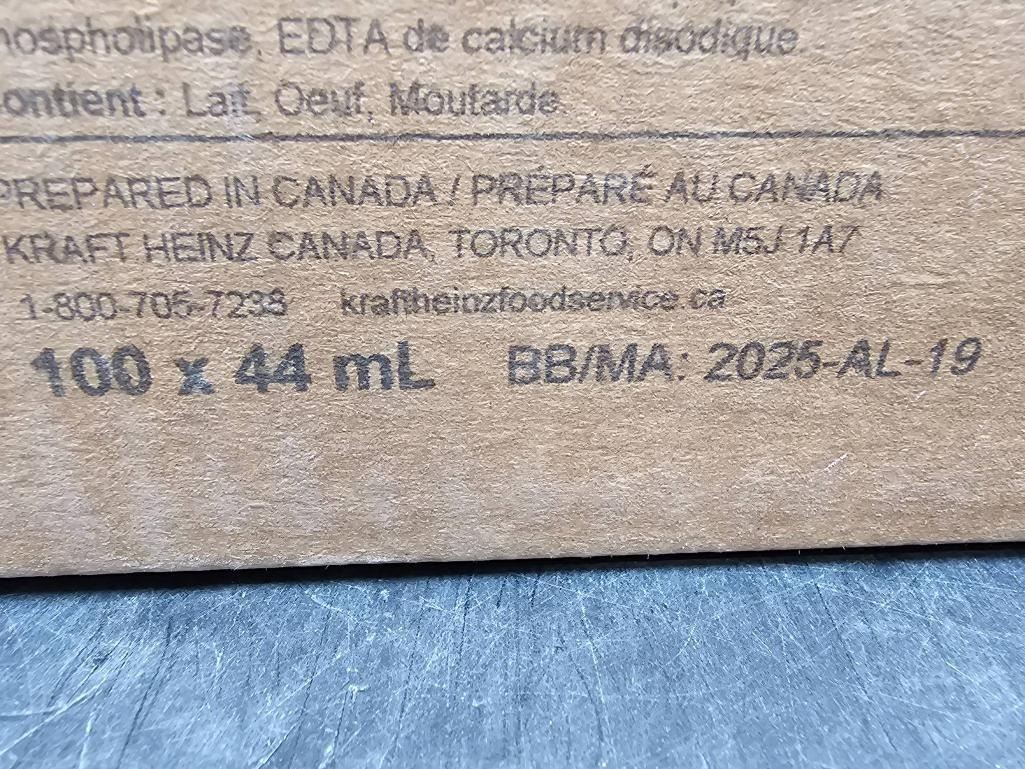 hospholipase, EDTA de calcium disodique.
ontient : Lait, Oeuf, Moutarde.
PREPARED IN CANADA / PRÉPARÉ AU CANADA
KRAFT HEINZ CANADA, TORONTO, ON M5J 1A7
1-800-705-7238 kraftheinzfoodservice.ca
100 x 44 mL BB/MA: 2025-AL-19